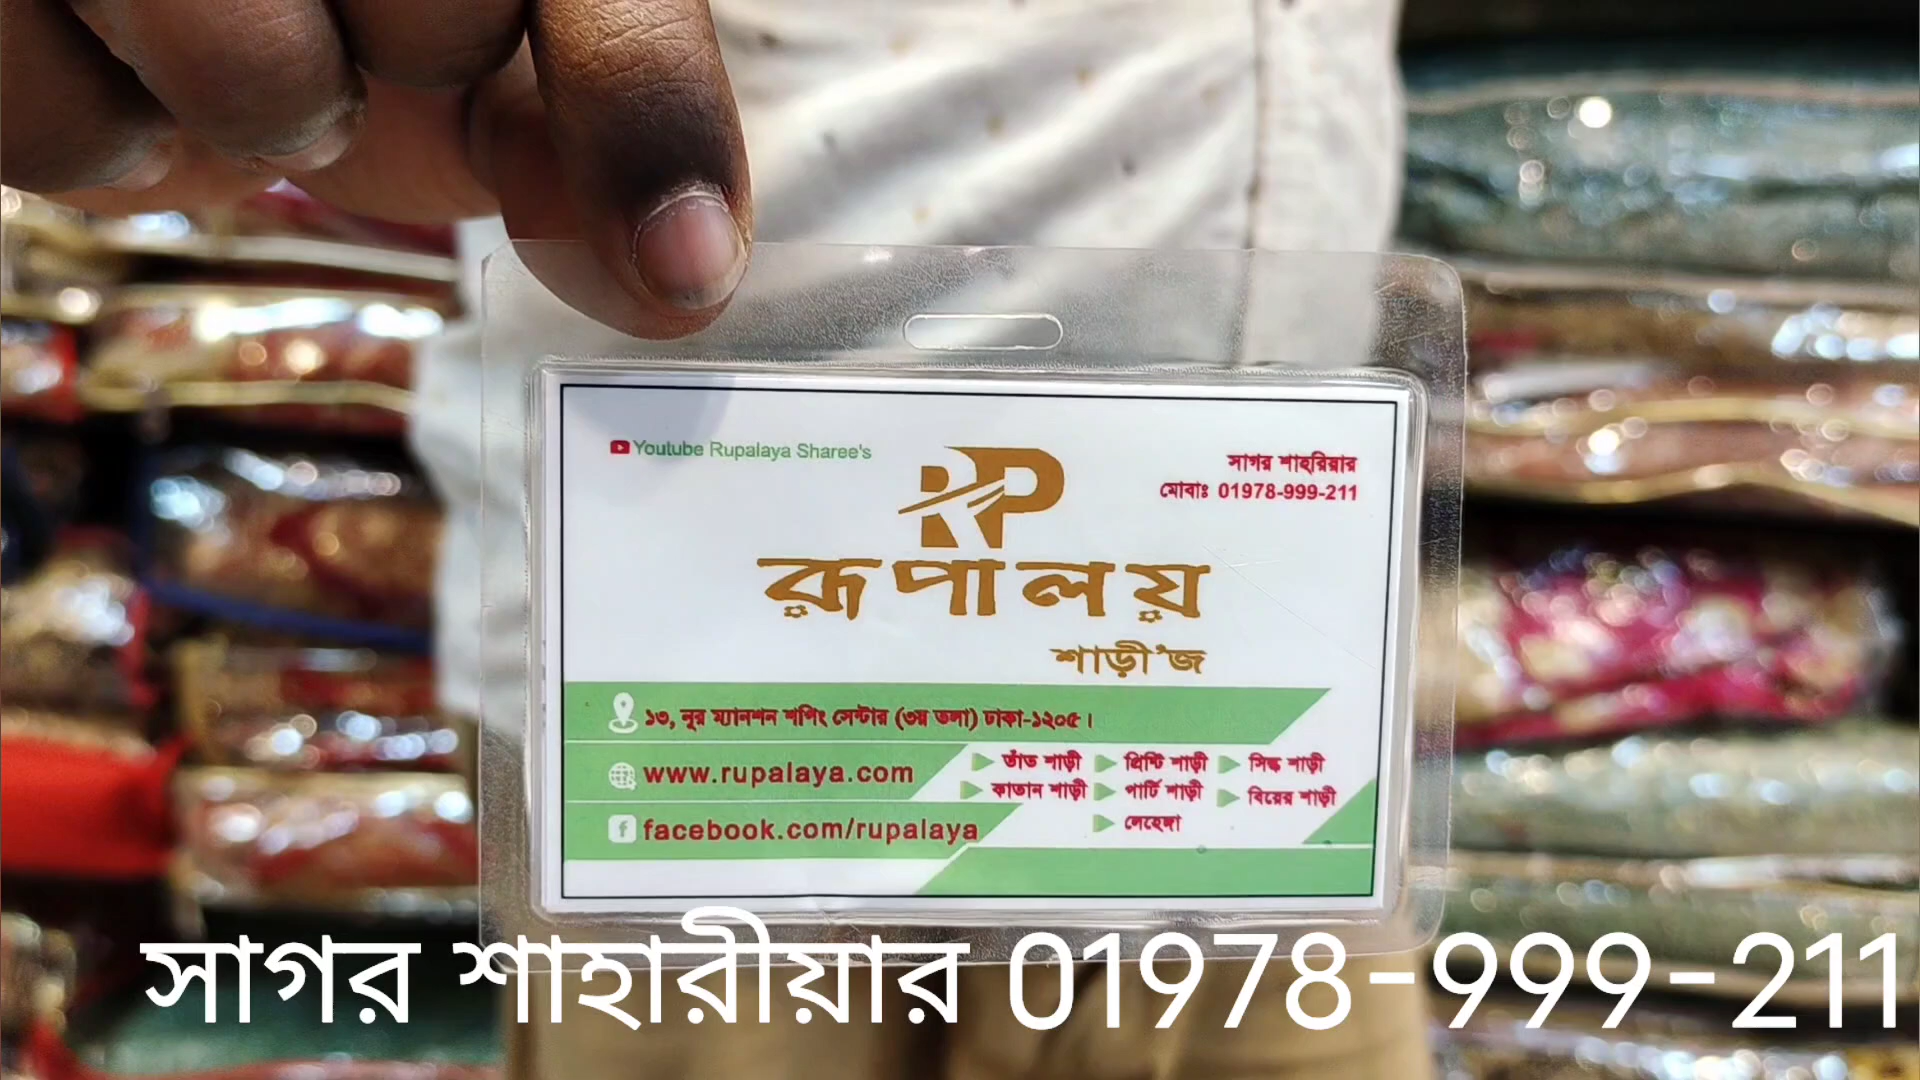 Youtube Rupalaya Sharee's
RP
সাগর শাহরিয়ার
মোবাঃ 01978-999-211
রূপালয়
শাড়ী'জ
১৩, নূর ম্যানশন শপিং সেন্টার (৩য় তলা) ঢাকা-১২০৫।
www.rupalaya.com
facebook.com/rupalaya
তাঁত শাড়ী প্রিন্টি শাড়ী সিল্ক শাড়ী
কাতান শাড়ী পার্টি শাড়ী বিয়ের শাড়ী
লেহেঙ্গা
সাগর শাহারীয়ার 01978-999-211